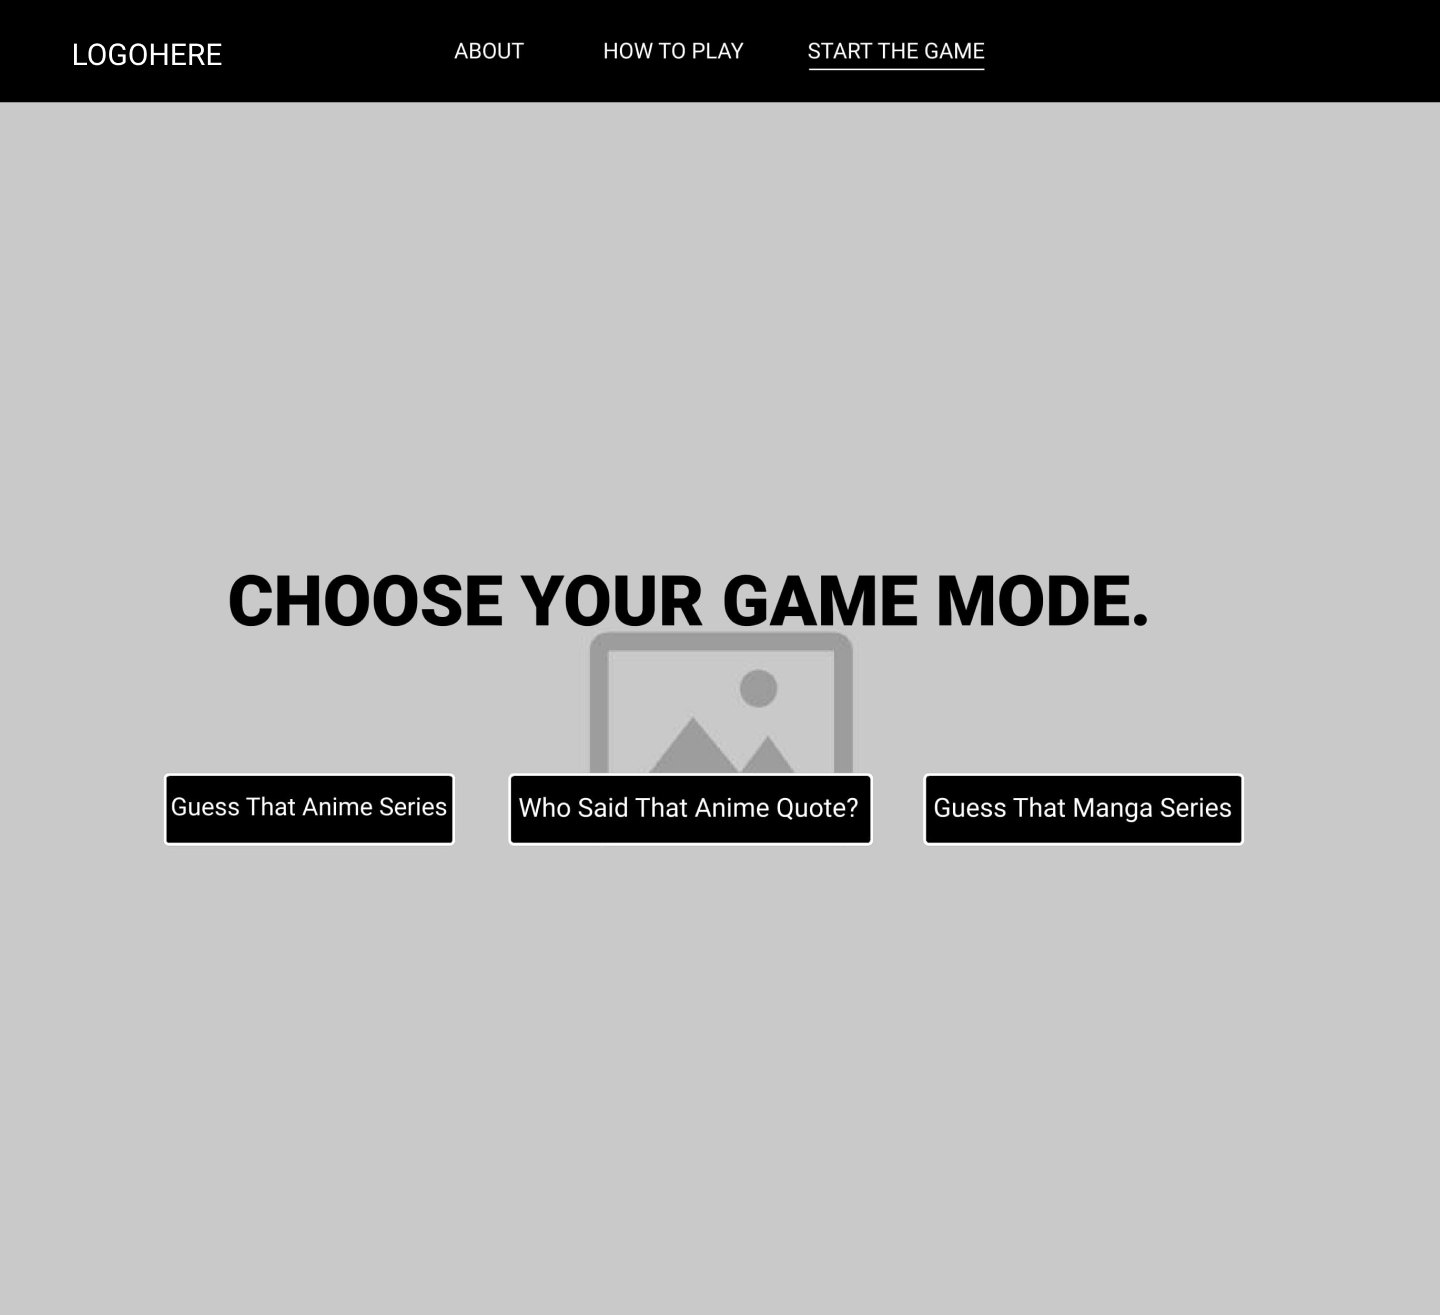 LOGOHERE
ABOUT
HOW TO PLAY
START THE GAME
CHOOSE YOUR GAME MODE.
Guess That Anime Series
Who Said That Anime Quote?
Guess That Manga Series